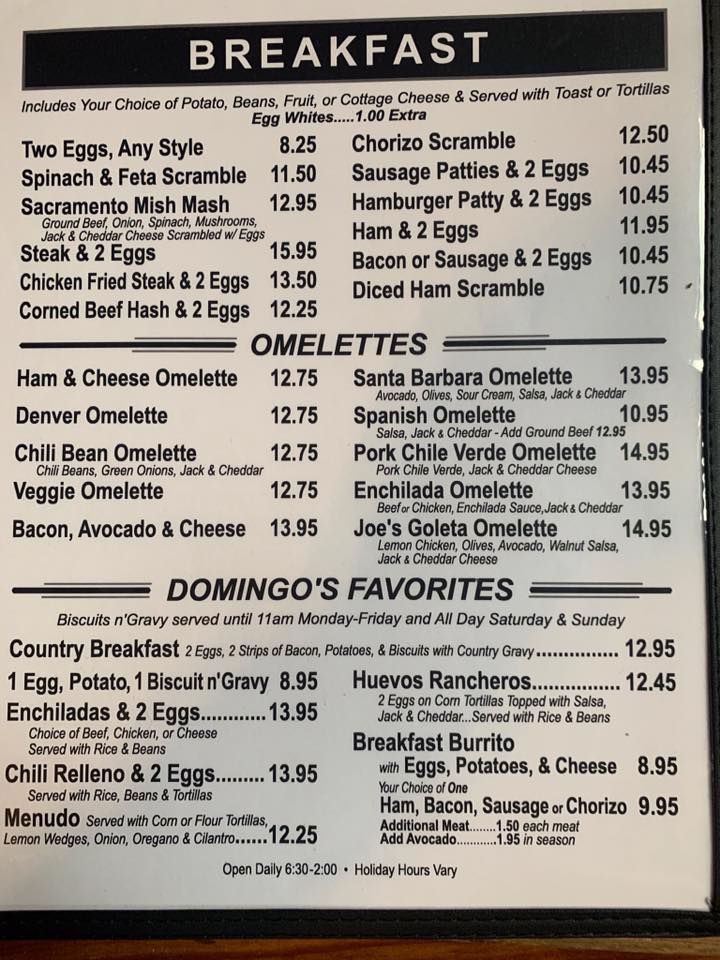 BREAKFAST
Includes Your Choice of Potato, Beans, Fruit, or Cottage Cheese & Served with Toast or Tortillas
Egg Whites.....1.00 Extra
Two Eggs, Any Style 8.25
Spinach & Feta Scramble 11.50
Sacramento Mish Mash 12.95
Ground Beef, Onion, Spinach, Mushrooms,
Jack & Cheddar Cheese Scrambled w/ Eggs
Steak & 2 Eggs 15.95
Chicken Fried Steak & 2 Eggs 13.50
Corned Beef Hash & 2 Eggs 12.25
Chorizo Scramble 12.50
Sausage Patties & 2 Eggs 10.45
Hamburger Patty & 2 Eggs 10.45
Ham & 2 Eggs 11.95
Bacon or Sausage & 2 Eggs 10.45
Diced Ham Scramble 10.75
OMELETTES
Ham & Cheese Omelette 12.75
Denver Omelette 12.75
Chili Bean Omelette 12.75
Chili Beans, Green Onions, Jack & Cheddar
Veggie Omelette 12.75
Bacon, Avocado & Cheese 13.95
Santa Barbara Omelette 13.95
Avocado, Olives, Sour Cream, Salsa, Jack & Cheddar
Spanish Omelette 10.95
Salsa, Jack & Cheddar - Add Ground Beef 12.95
Pork Chile Verde Omelette 14.95
Pork Chile Verde, Jack & Cheddar Cheese
Enchilada Omelette 13.95
Beef or Chicken, Enchilada Sauce,Jack & Cheddar
Joe's Goleta Omelette 14.95
Lemon Chicken, Olives, Avocado, Walnut Salsa,
Jack & Cheddar Cheese
DOMINGO'S FAVORITES
Biscuits n'Gravy served until 11am Monday-Friday and All Day Saturday & Sunday
Country Breakfast 2 Eggs, 2 Strips of Bacon, Potatoes, & Biscuits with Country Gravy............... 12.95
1 Egg, Potato, 1 Biscuit n'Gravy 8.95
Enchiladas & 2 Eggs............13.95
Choice of Beef, Chicken, or Cheese
Served with Rice & Beans
Chili Relleno & 2 Eggs......... 13.95
Served with Rice, Beans & Tortillas
Menudo Served with Corn or Flour Tortillas,
Lemon Wedges, Onion, Oregano & Cilantro......12.25
Huevos Rancheros................ 12.45
2 Eggs on Corn Tortillas Topped with Salsa,
Jack & Cheddar...Served with Rice & Beans
Breakfast Burrito
with Eggs, Potatoes, & Cheese 8.95
Your Choice of One
Ham, Bacon, Sausage or Chorizo 9.95
Additional Meat........1.50 each meat
Add Avocado............1.95 in season
Open Daily 6:30-2:00 • Holiday Hours Vary